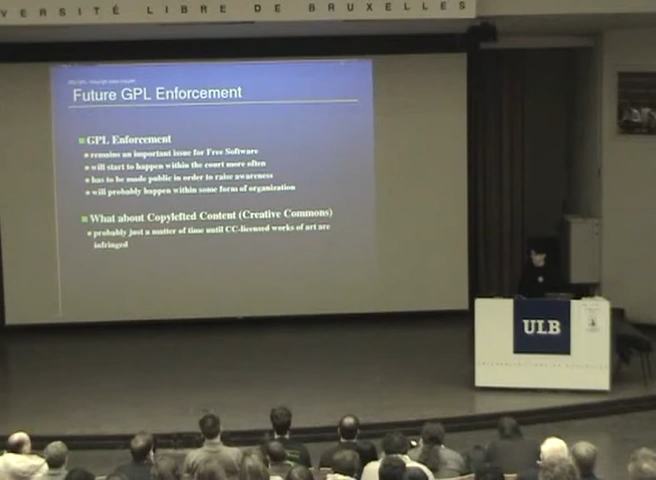 VERSITÉ LIBRE DE BRUXELLES
Future GPL Enforcement
GPL Enforcement
remains an important issue for Free Software
will start to happen within the court more often
has to be made public in order to raise awareness
will probably happen within some form of organization
What about Copylefted Content (Creative Commons)
probably just a matter of time until CC-licensed works of art are
infringed
ULB